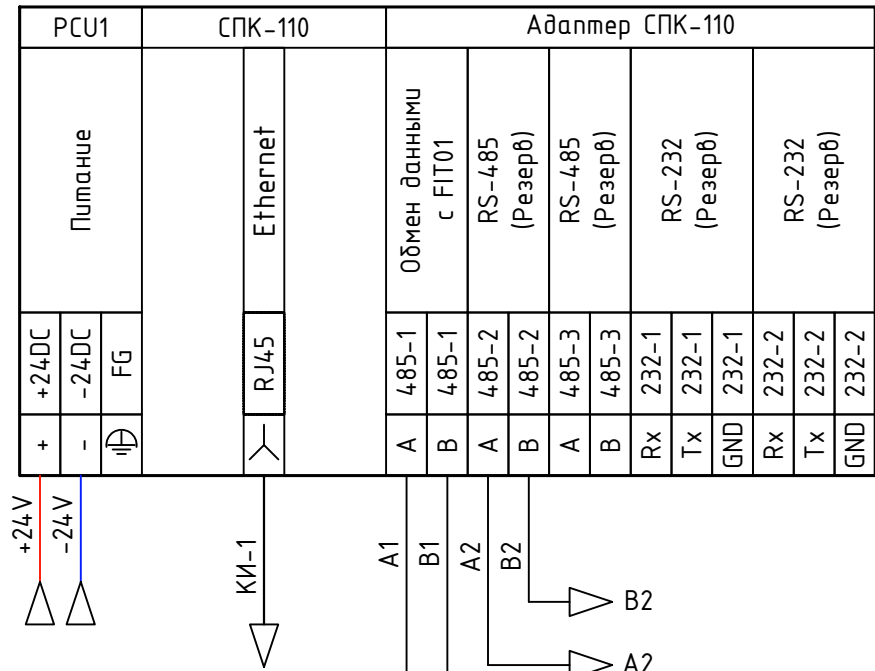 PCU1
СПК-110
Адаптер СПК-110
Питание
Ethernet
Обмен данными
с FIT01
RS-485
(Резерв)
RS-485
(Резерв)
RS-232
(Резерв)
RS-232
(Резерв)
+24DC
-24DC
FG
RJ45
485-1
485-1
485-2
485-2
485-3
485-3
232-1
232-1
232-1
232-2
232-2
232-2
+
-
A
B
A
B
A
B
Rx
Tx
GND
Rx
Tx
GND
+24V
-24V
КИ-1
A1
B1
A2
B2
B2
A2